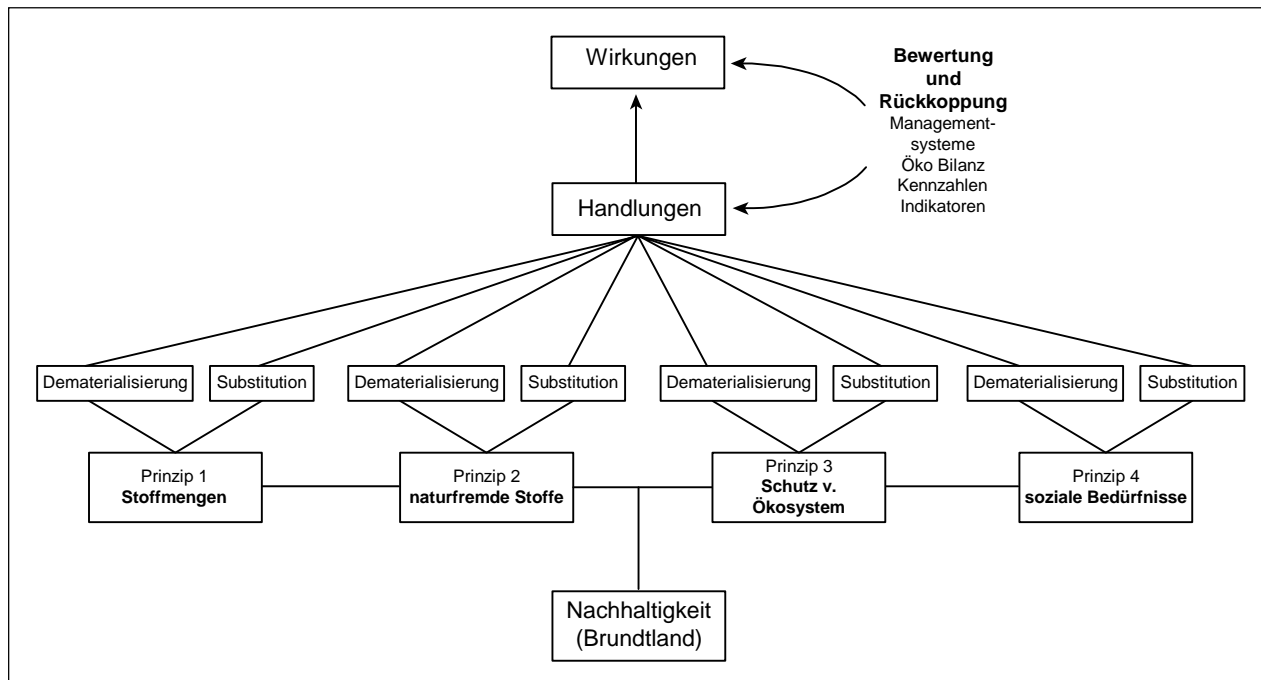 Wirkungen
Bewertung
und
Rückkoppung
Management-
systeme
Öko Bilanz
Kennzahlen
Indikatoren
Handlungen
Dematerialisierung
Substitution
Dematerialisierung
Substitution
Dematerialisierung
Substitution
Dematerialisierung
Substitution
Prinzip 1
Stoffmengen
Prinzip 2
naturfremde Stoffe
Prinzip 3
Schutz v.
Ökosystem
Prinzip 4
soziale Bedürfnisse
Nachhaltigkeit
(Brundtland)